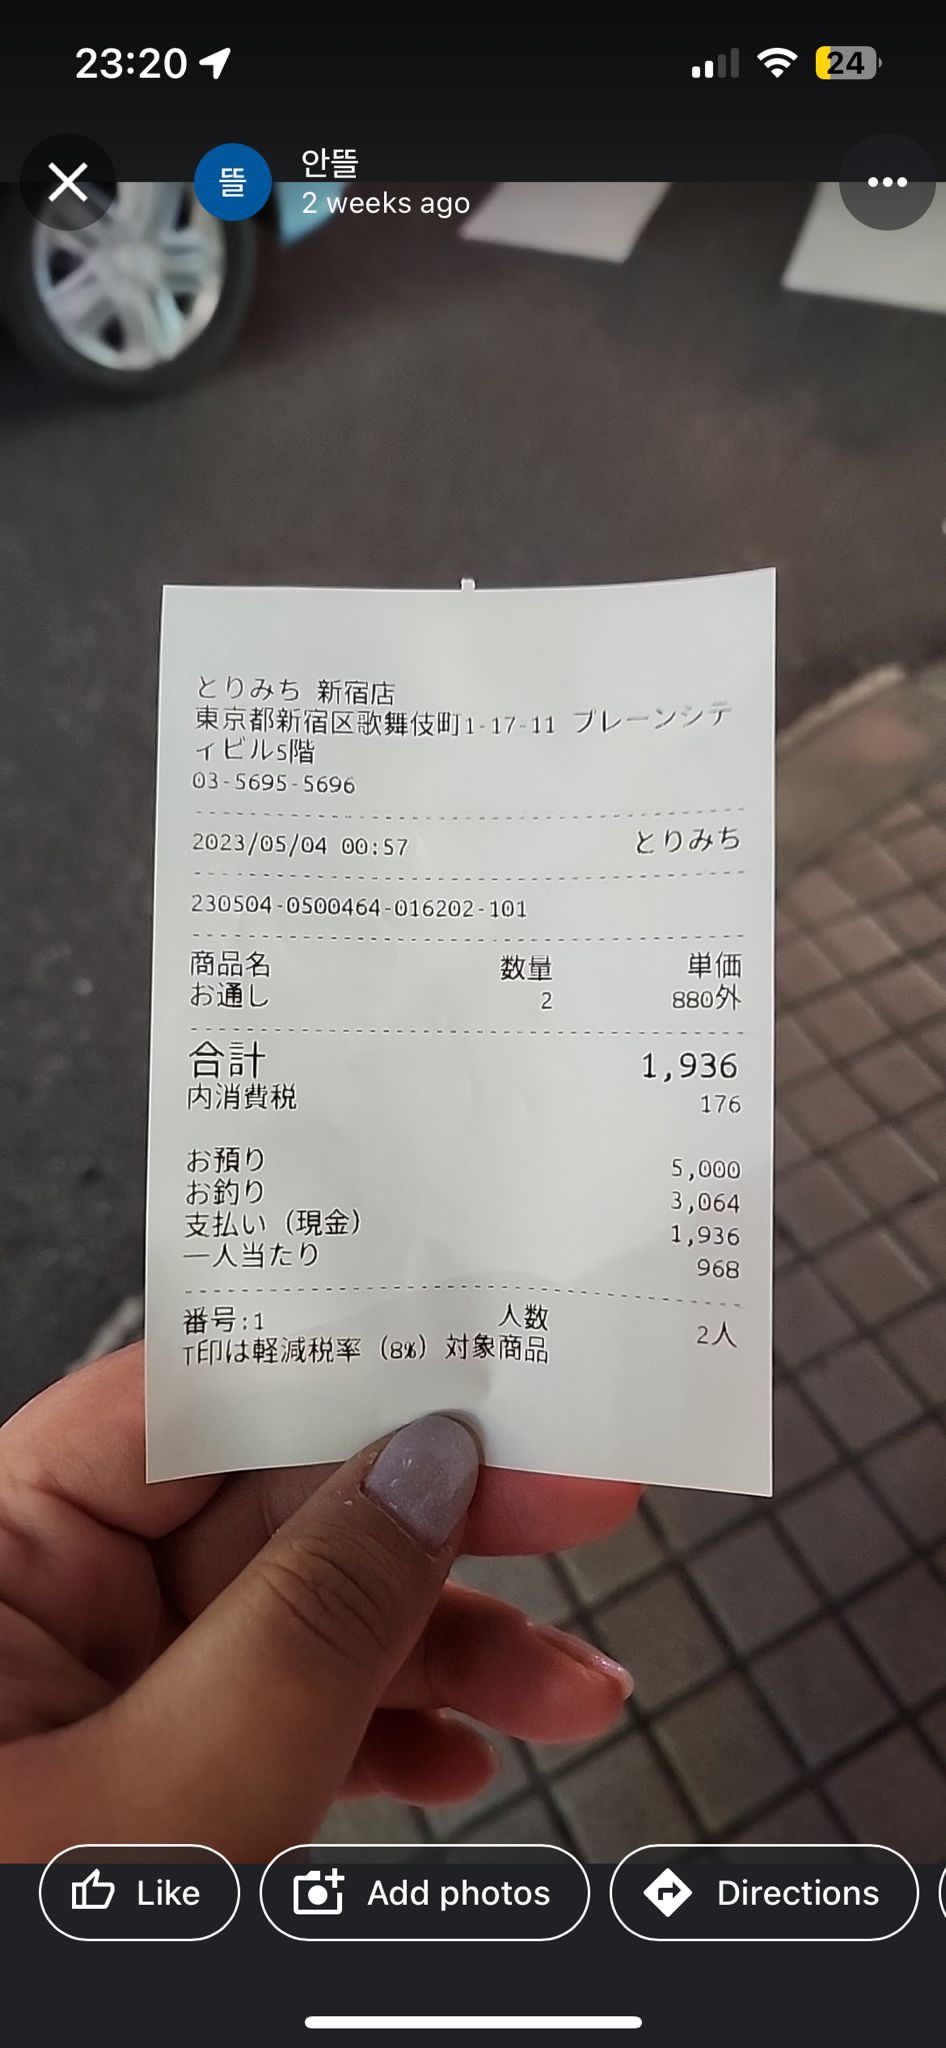 23:20
24
뜰
안뜰
2 weeks ago
とりみち 新宿店
東京都新宿区歌舞伎町1-17-11 ブレーンシテ
ィビル5階
03-5695-5696
2023/05/04 00:57 とりみち
230504-0500464-016202-101
商品名 数量 単価
お通し 2 880外
合計 1,936
内消費税 176
お預り 5,000
お釣り 3,064
支払い（現金） 1,936
一人当たり 968
番号:1 人数 2人
T印は軽減税率（8%）対象商品
Like
Add photos
Directions